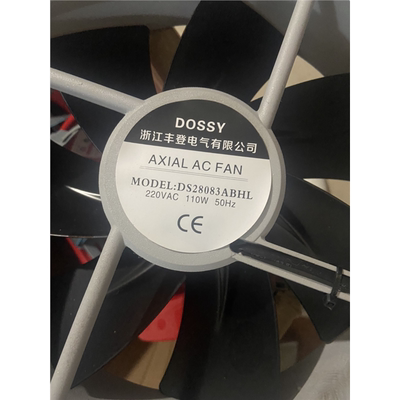 DOSSY
浙江丰登电气有限公司
AXIAL AC FAN
MODEL:DS28083ABHL
220VAC 110W 50Hz
CE